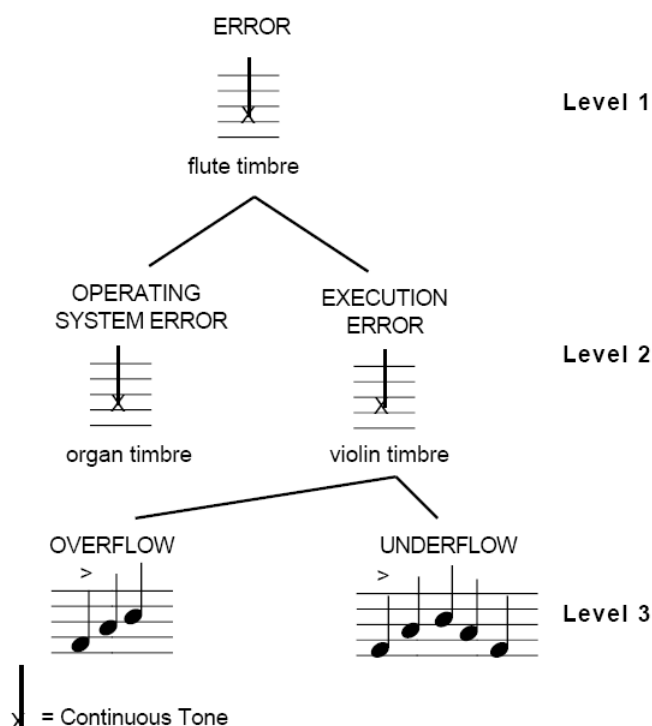 ERROR
Level 1
X
flute timbre
OPERATING
SYSTEM ERROR
EXECUTION
ERROR
Level 2
X
X
organ timbre
violin timbre
OVERFLOW
UNDERFLOW
>
>
Level 3
X = Continuous Tone